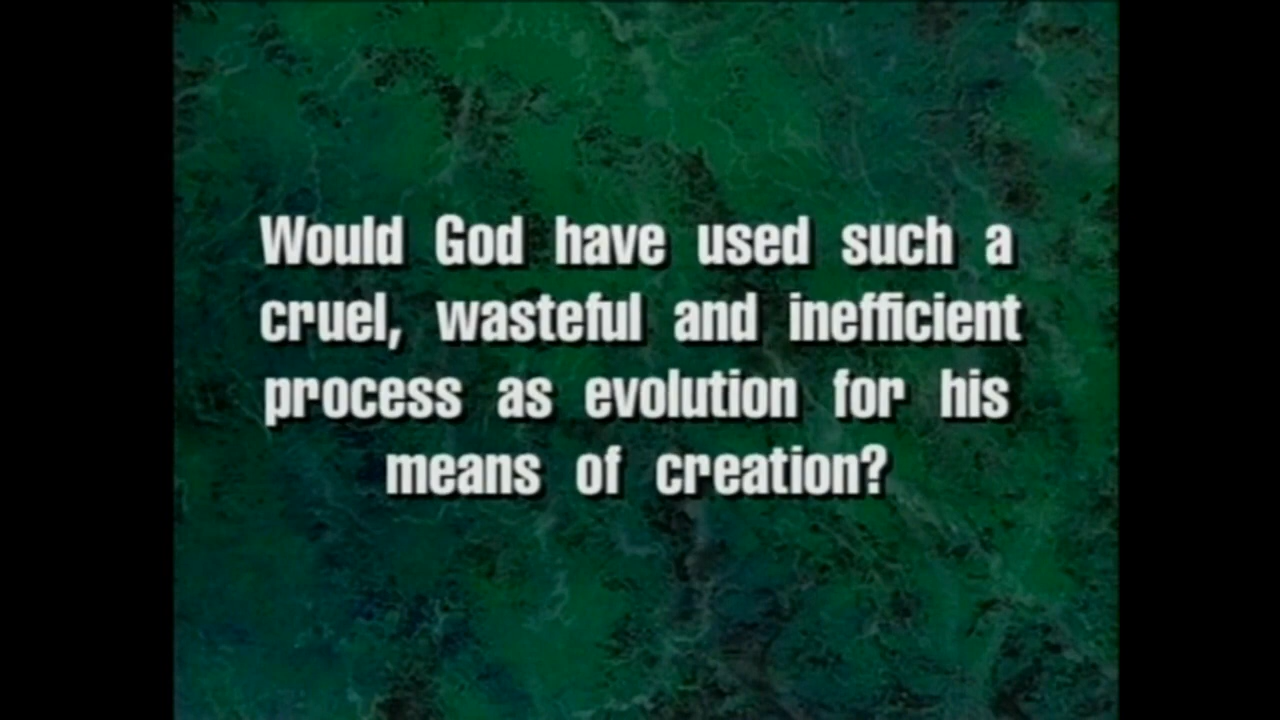 Would God have used such a
cruel, wasteful and inefficient
process as evolution for his
means of creation?